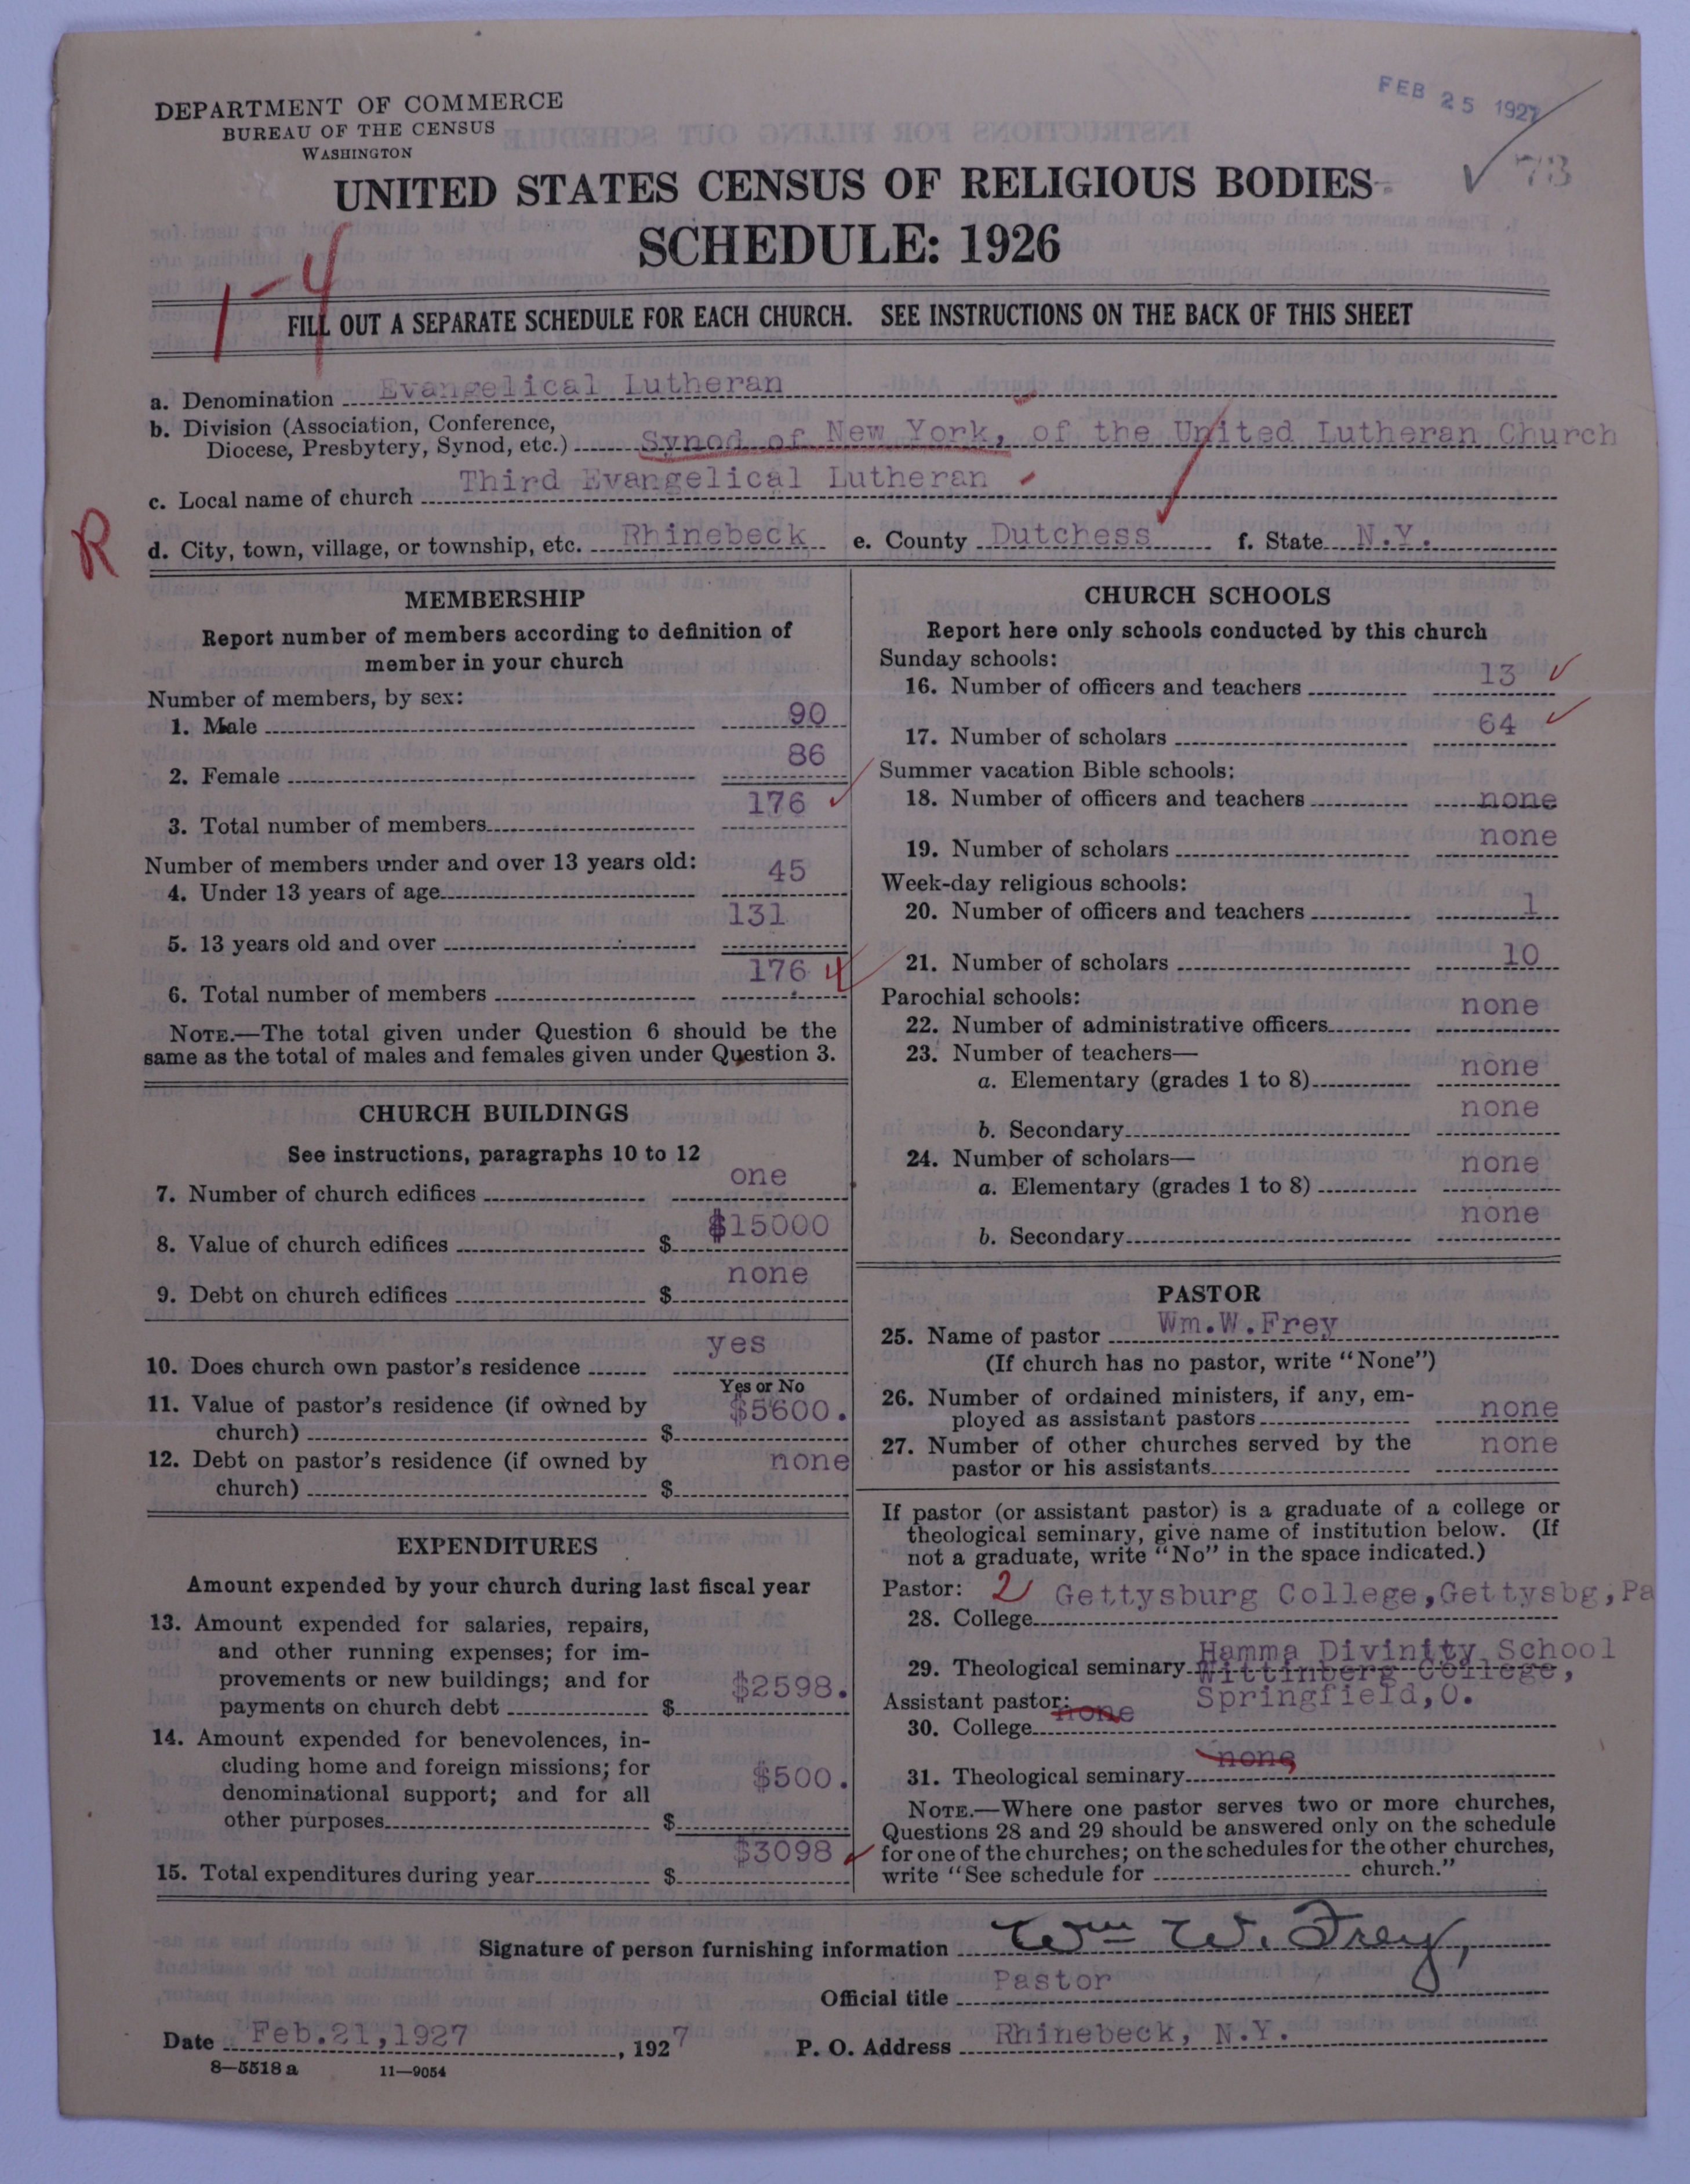 DEPARTMENT OF COMMERCE
BUREAU OF THE CENSUS
WASHINGTON
FEB 25 1927
713
UNITED STATES CENSUS OF RELIGIOUS BODIES
SCHEDULE: 1926
1-4
FILL OUT A SEPARATE SCHEDULE FOR EACH CHURCH. SEE INSTRUCTIONS ON THE BACK OF THIS SHEET
a. Denomination Evangelical Lutheran
b. Division (Association, Conference,
Diocese, Presbytery, Synod, etc.) Synod of New York, of the United Lutheran Church
c. Local name of church Third Evangelical Lutheran
R
d. City, town, village, or township, etc. Rhinebeck e. County Dutchess f. State N.Y.
MEMBERSHIP
Report number of members according to definition of
member in your church
Number of members, by sex:
1. Male 90
2. Female 86
3. Total number of members 176
Number of members under and over 13 years old:
4. Under 13 years of age 45
5. 13 years old and over 131
6. Total number of members 176 4
NOTE.—The total given under Question 6 should be the
same as the total of males and females given under Question 3.
CHURCH BUILDINGS
See instructions, paragraphs 10 to 12
7. Number of church edifices one
8. Value of church edifices $ $15000
9. Debt on church edifices $ none
10. Does church own pastor's residence yes
Yes or No
11. Value of pastor's residence (if owned by
church) $ $5600.
12. Debt on pastor's residence (if owned by
church) $ none
EXPENDITURES
Amount expended by your church during last fiscal year
13. Amount expended for salaries, repairs,
and other running expenses; for im-
provements or new buildings; and for
payments on church debt $ $2598.
14. Amount expended for benevolences, in-
cluding home and foreign missions; for
denominational support; and for all
other purposes $ $500.
15. Total expenditures during year $ $3098
CHURCH SCHOOLS
Report here only schools conducted by this church
Sunday schools:
16. Number of officers and teachers 13
17. Number of scholars 64
Summer vacation Bible schools:
18. Number of officers and teachers none
19. Number of scholars none
Week-day religious schools:
20. Number of officers and teachers 1
21. Number of scholars 10
Parochial schools:
22. Number of administrative officers none
23. Number of teachers—
a. Elementary (grades 1 to 8) none
b. Secondary none
24. Number of scholars—
a. Elementary (grades 1 to 8) none
b. Secondary none
PASTOR
25. Name of pastor Wm.W.Frey
(If church has no pastor, write "None")
26. Number of ordained ministers, if any, em-
ployed as assistant pastors none
27. Number of other churches served by the
pastor or his assistants none
If pastor (or assistant pastor) is a graduate of a college or
theological seminary, give name of institution below. (If
not a graduate, write "No" in the space indicated.)
Pastor: 2 Gettysburg College,Gettysbg,Pa
28. College
Hamma Divinity School
29. Theological seminary Wittinberg College,
Springfield,O.
Assistant pastor:
30. College none
31. Theological seminary none
NOTE.—Where one pastor serves two or more churches,
Questions 28 and 29 should be answered only on the schedule
for one of the churches; on the schedules for the other churches,
write "See schedule for church."
Signature of person furnishing information Wm W. Frey,
Official title Pastor
Date Feb.21,1927, 1927 P. O. Address Rhinebeck, N.Y.
8—5518 a 11—9054